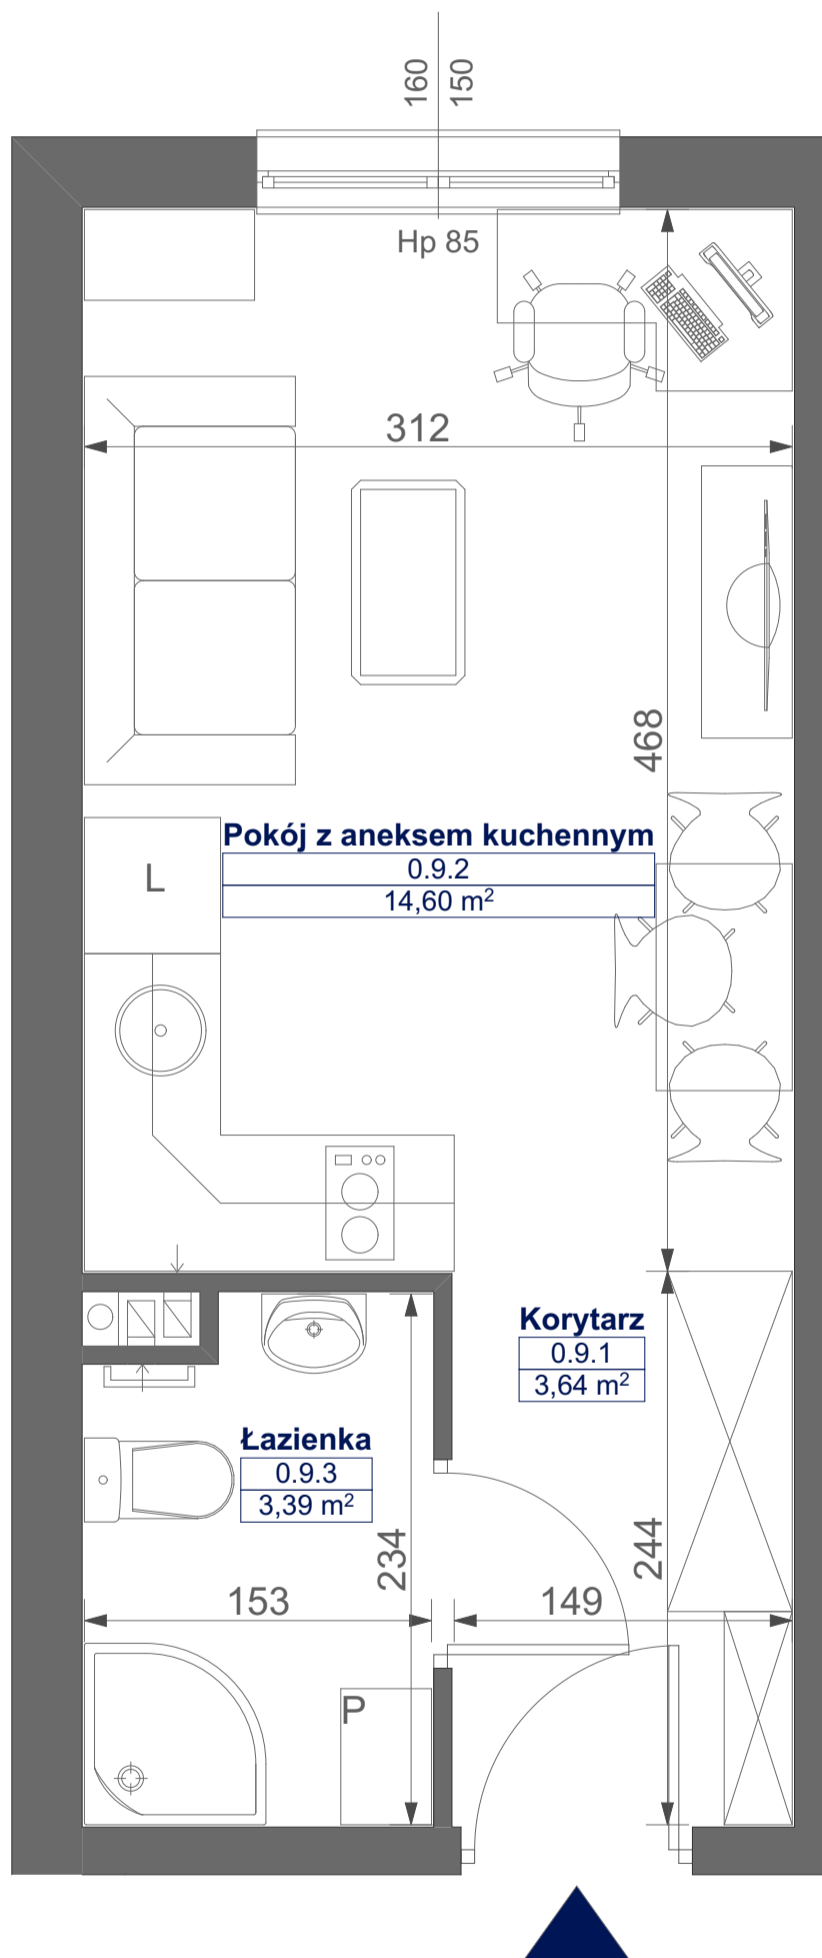 160
150
Hp 85
312
468
Pokój z aneksem kuchennym
0.9.2
14,60 m²
L
Korytarz
0.9.1
3,64 m²
Łazienka
0.9.3
3,39 m²
234
244
153
149
P